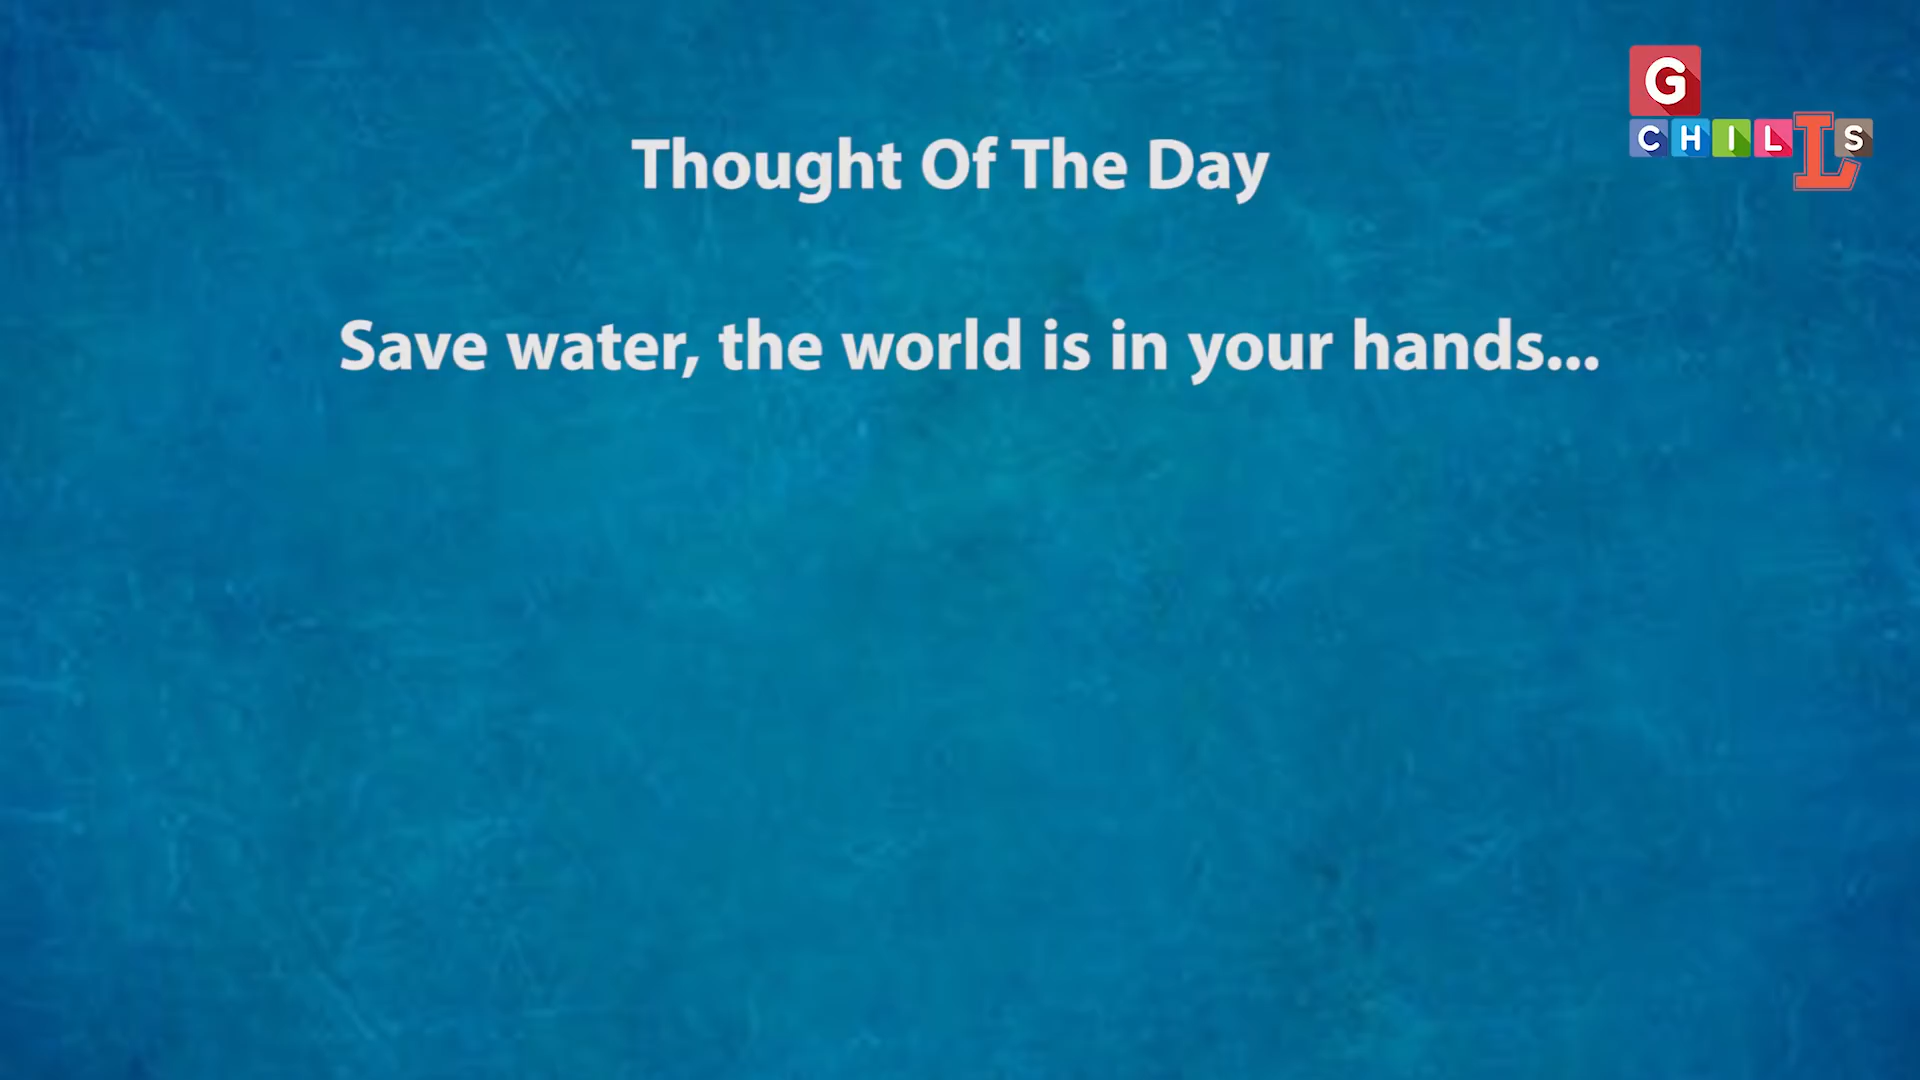 G
CHILLS
Thought Of The Day
Save water, the world is in your hands...